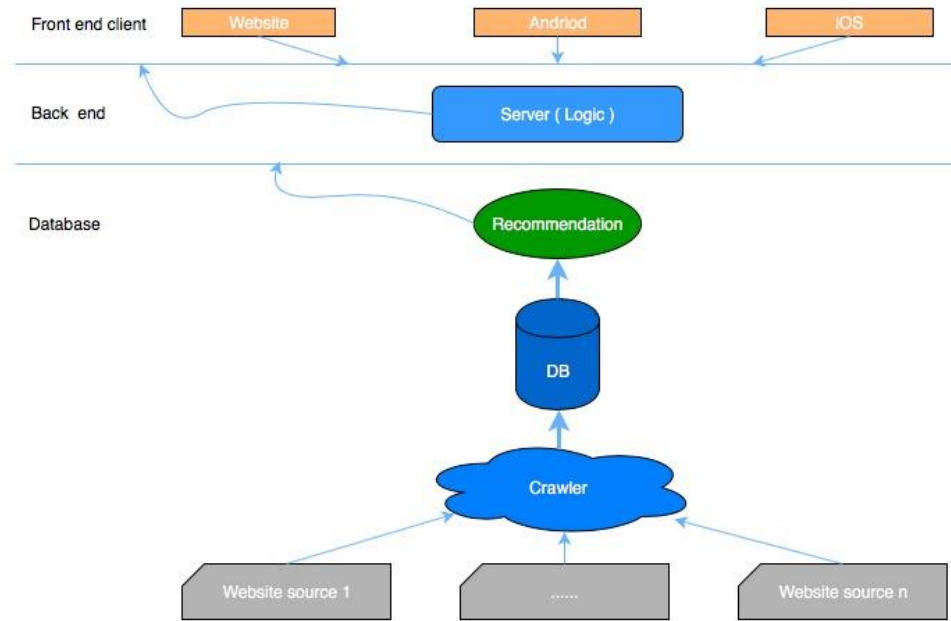 Front end client
Website
Andriod
iOS
Back end
Server ( Logic )
Database
Recommendation
DB
Crawler
Website source 1
......
Website source n